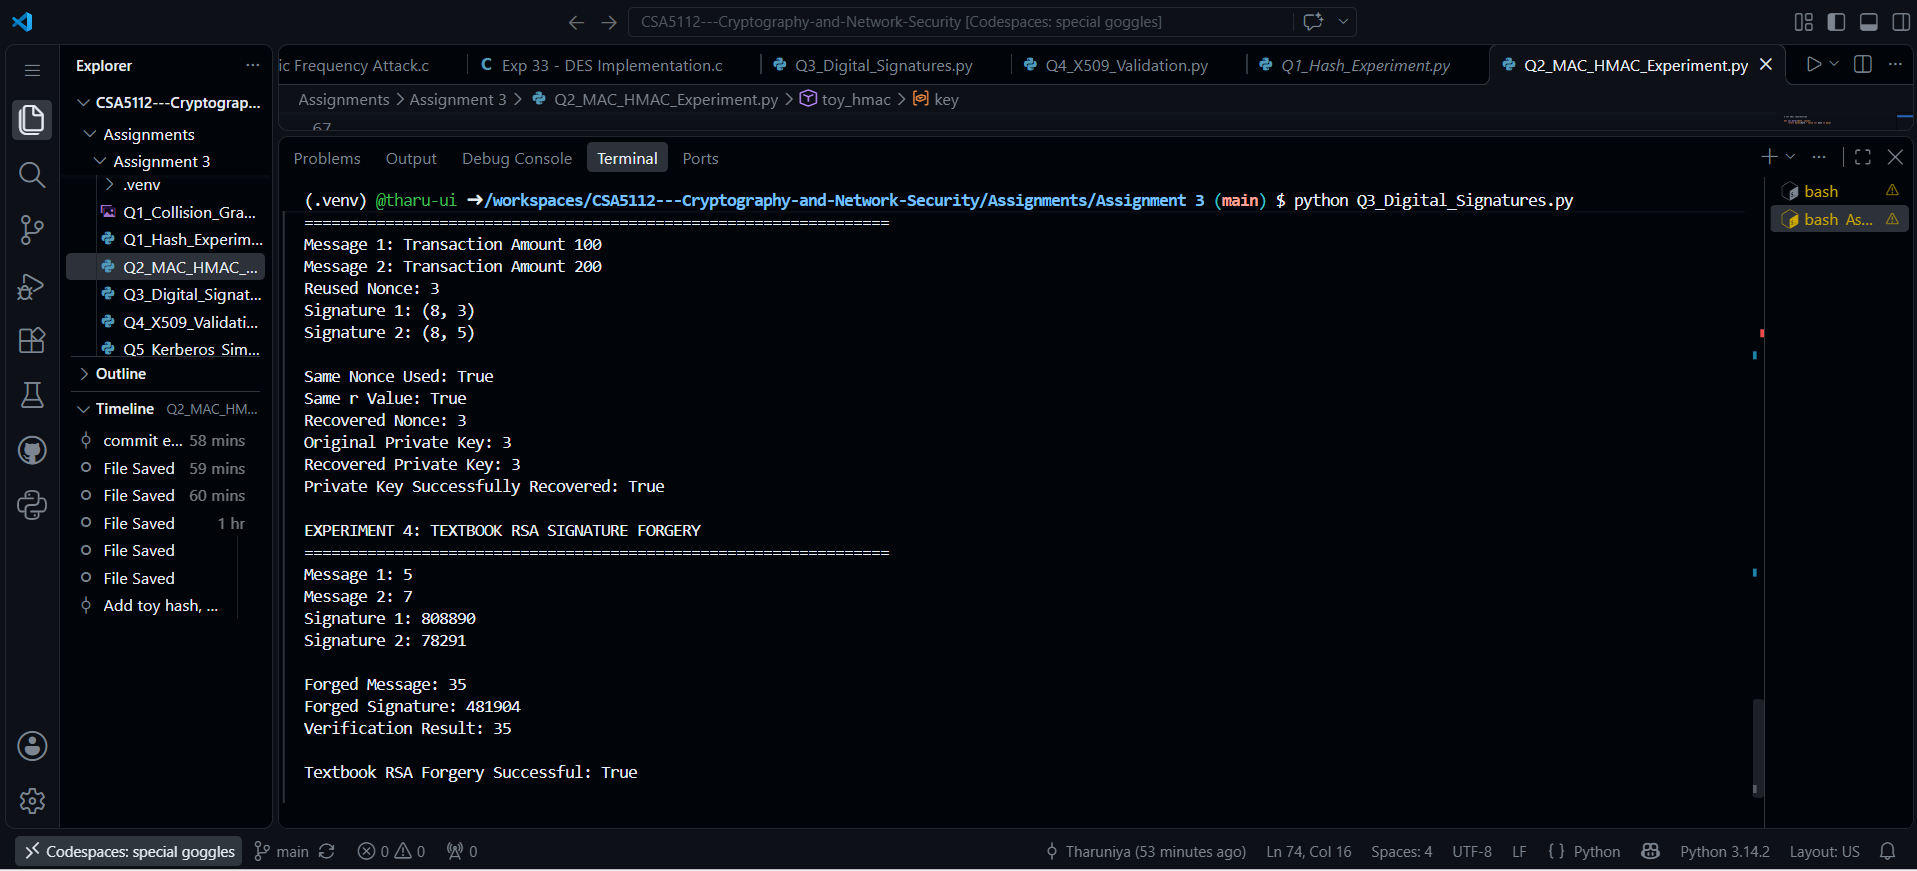 CSA5112---Cryptography-and-Network-Security [Codespaces: special goggles]
Explorer
CSA5112---Cryptograp...
Assignments
Assignment 3
.venv
Q1_Collision_Gra...
Q1_Hash_Experim...
Q2_MAC_HMAC_...
Q3_Digital_Signat...
Q4_X509_Validati...
Q5_Kerberos_Sim...
Outline
Timeline Q2_MAC_HM...
commit e... 58 mins
File Saved 59 mins
File Saved 60 mins
File Saved 1 hr
File Saved
File Saved
Add toy hash, ...
ic Frequency Attack.c
C Exp 33 - DES Implementation.c
Q3_Digital_Signatures.py
Q4_X509_Validation.py
Q1_Hash_Experiment.py
Q2_MAC_HMAC_Experiment.py
Assignments > Assignment 3 > Q2_MAC_HMAC_Experiment.py > toy_hmac > key
67
Problems Output Debug Console Terminal Ports
(.venv) @tharu-ui ➜/workspaces/CSA5112---Cryptography-and-Network-Security/Assignments/Assignment 3 (main) $ python Q3_Digital_Signatures.py
=================================================================
Message 1: Transaction Amount 100
Message 2: Transaction Amount 200
Reused Nonce: 3
Signature 1: (8, 3)
Signature 2: (8, 5)
Same Nonce Used: True
Same r Value: True
Recovered Nonce: 3
Original Private Key: 3
Recovered Private Key: 3
Private Key Successfully Recovered: True
EXPERIMENT 4: TEXTBOOK RSA SIGNATURE FORGERY
=================================================================
Message 1: 5
Message 2: 7
Signature 1: 808890
Signature 2: 78291
Forged Message: 35
Forged Signature: 481904
Verification Result: 35
Textbook RSA Forgery Successful: True
bash
bash As...
Codespaces: special goggles main 0 0 0 Tharuniya (53 minutes ago) Ln 74, Col 16 Spaces: 4 UTF-8 LF { } Python Python 3.14.2 Layout: US